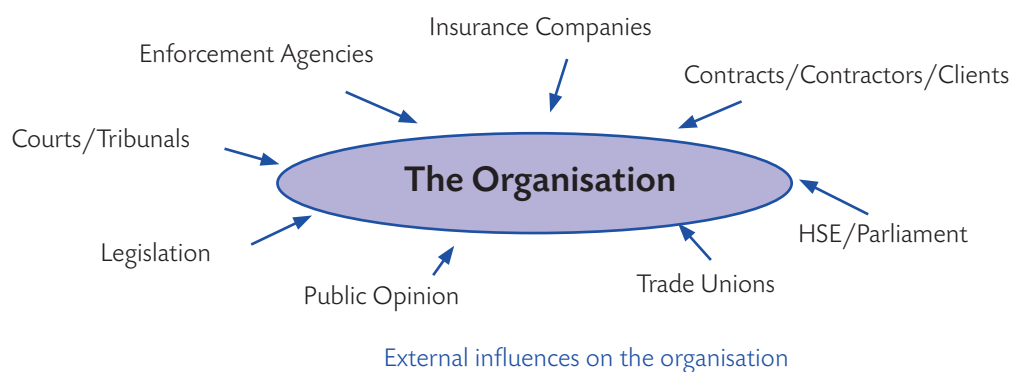 Insurance Companies
Enforcement Agencies
Contracts/Contractors/Clients
Courts/Tribunals
The Organisation
HSE/Parliament
Legislation
Trade Unions
Public Opinion
External influences on the organisation